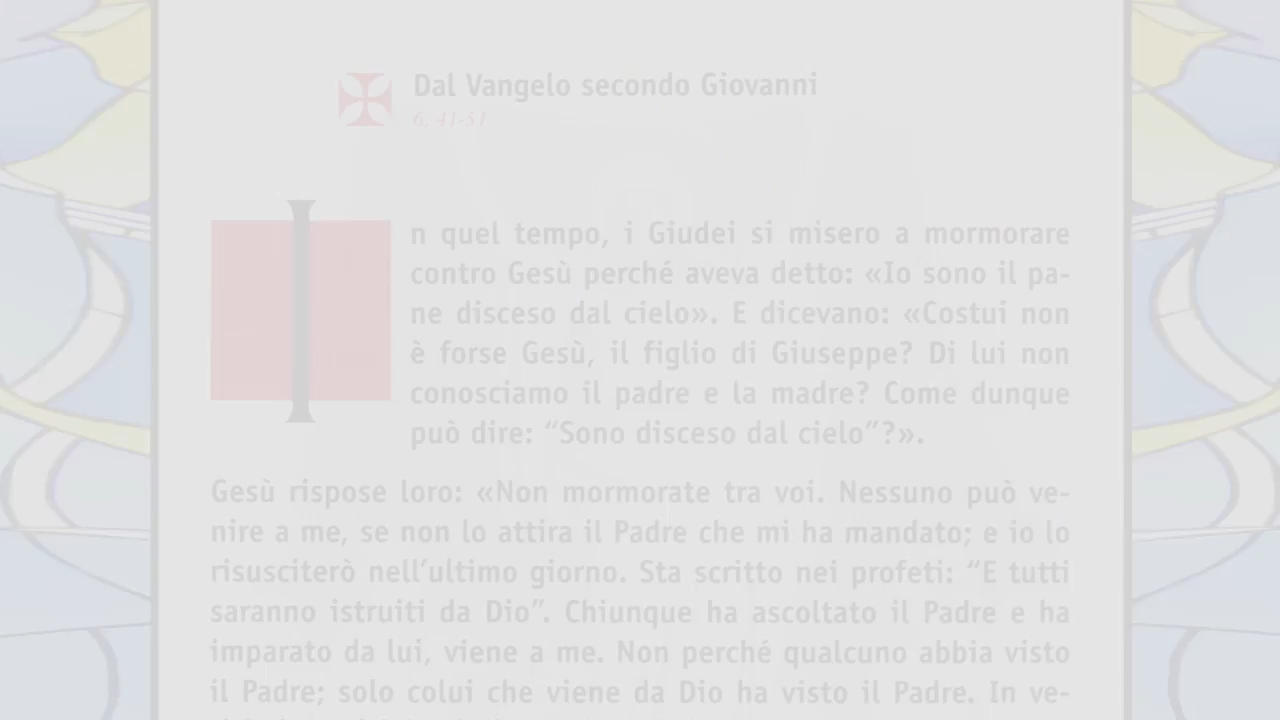 Dal Vangelo secondo Giovanni
6, 41-51
In quel tempo, i Giudei si misero a mormorare
contro Gesù perché aveva detto: «Io sono il pa-
ne disceso dal cielo». E dicevano: «Costui non
è forse Gesù, il figlio di Giuseppe? Di lui non
conosciamo il padre e la madre? Come dunque
può dire: “Sono disceso dal cielo”?».
Gesù rispose loro: «Non mormorate tra voi. Nessuno può ve-
nire a me, se non lo attira il Padre che mi ha mandato; e io lo
risusciterò nell’ultimo giorno. Sta scritto nei profeti: “E tutti
saranno istruiti da Dio”. Chiunque ha ascoltato il Padre e ha
imparato da lui, viene a me. Non perché qualcuno abbia visto
il Padre; solo colui che viene da Dio ha visto il Padre. In ve-